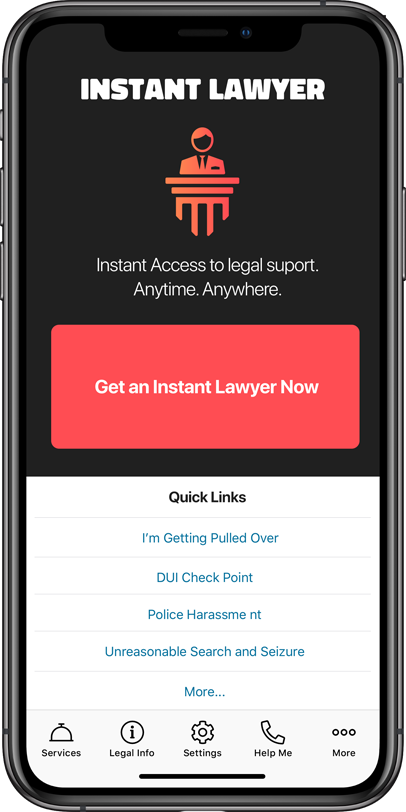 INSTANT LAWYER
Instant Access to legal suport.
Anytime. Anywhere.
Get an Instant Lawyer Now
Quick Links
I’m Getting Pulled Over
DUI Check Point
Police Harassme nt
Unreasonable Search and Seizure
More...
Services Legal Info Settings Help Me More